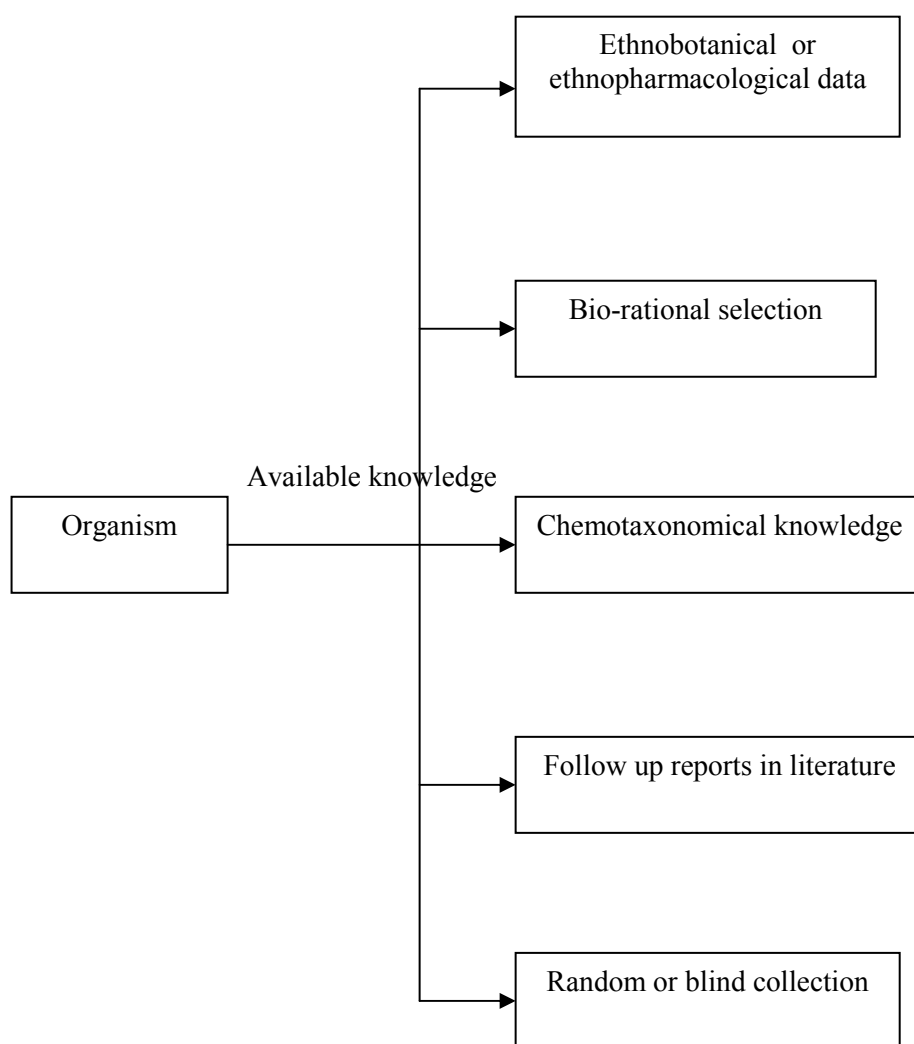 Ethnobotanical or
ethnopharmacological data
Bio-rational selection
Available knowledge
Organism
Chemotaxonomical knowledge
Follow up reports in literature
Random or blind collection